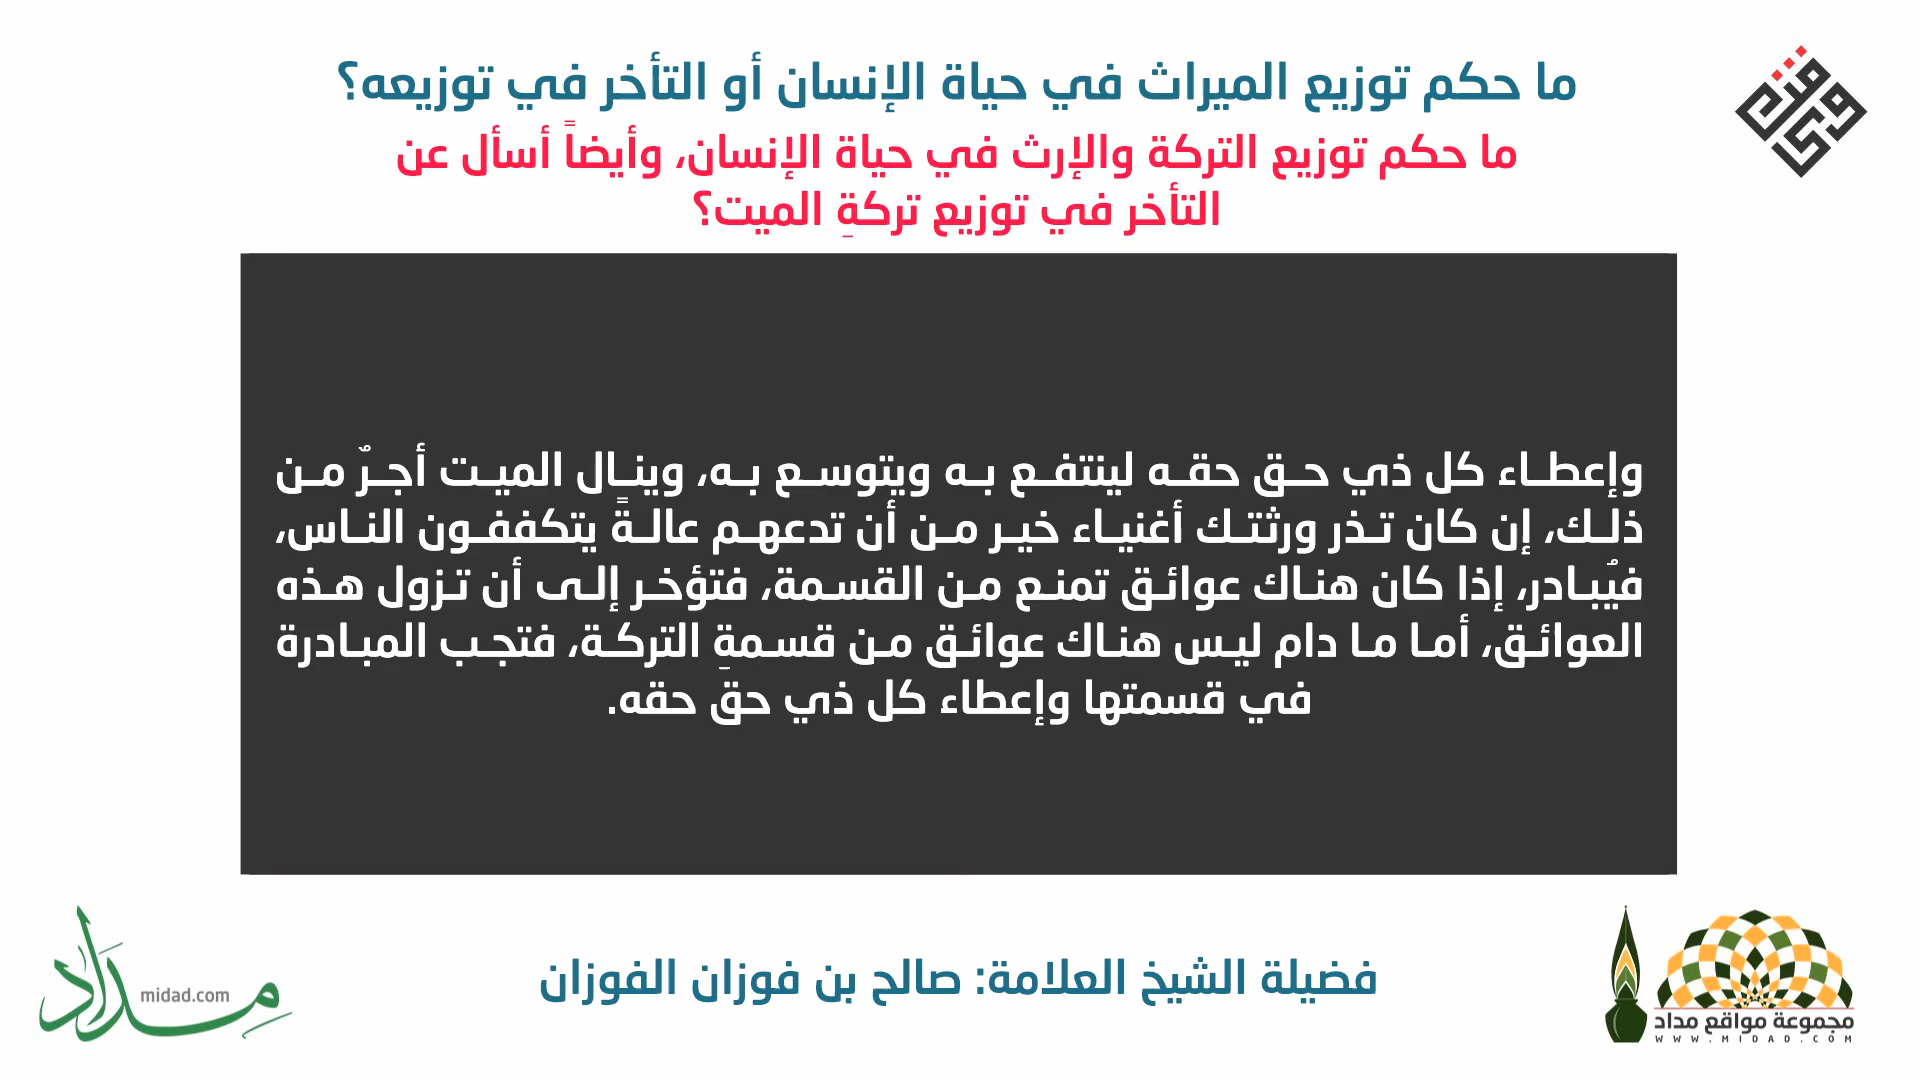 ما حكم توزيع الميراث في حياة الإنسان أو التأخر في توزيعه؟
ما حكم توزيع التركة والإرث في حياة الإنسان، وأيضاً أسأل عن
التأخر في توزيع تركةِ الميت؟
وإعطاء كل ذي حق حقه لينتفع به ويتوسع به، وينال الميت أجرٌ من
ذلك، إن كان تذر ورثتك أغنياء خير من أن تدعهم عالةً يتكففون الناس،
فيُبادر، إذا كان هناك عوائق تمنع من القسمة، فتؤخر إلى أن تزول هذه
العوائق، أما ما دام ليس هناك عوائق من قسمةِ التركة، فتجب المبادرة
في قسمتها وإعطاء كل ذي حق حقه.
فضيلة الشيخ العلامة: صالح بن فوزان الفوزان
مداد
midad.com
مجموعة مواقع مداد
WWW.MIDAD.COM